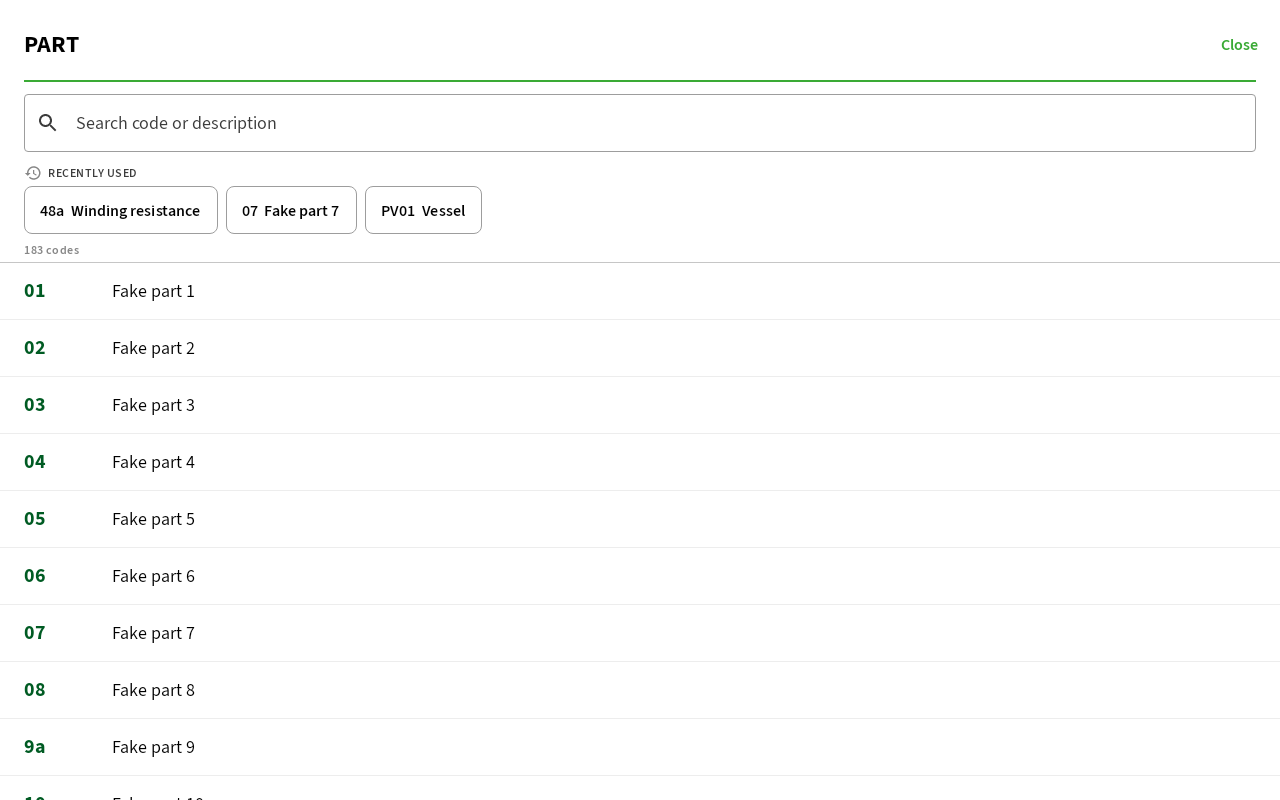 PART
Close
Search code or description
RECENTLY USED
48a Winding resistance
07 Fake part 7
PV01 Vessel
183 codes
01 Fake part 1
02 Fake part 2
03 Fake part 3
04 Fake part 4
05 Fake part 5
06 Fake part 6
07 Fake part 7
08 Fake part 8
9a Fake part 9